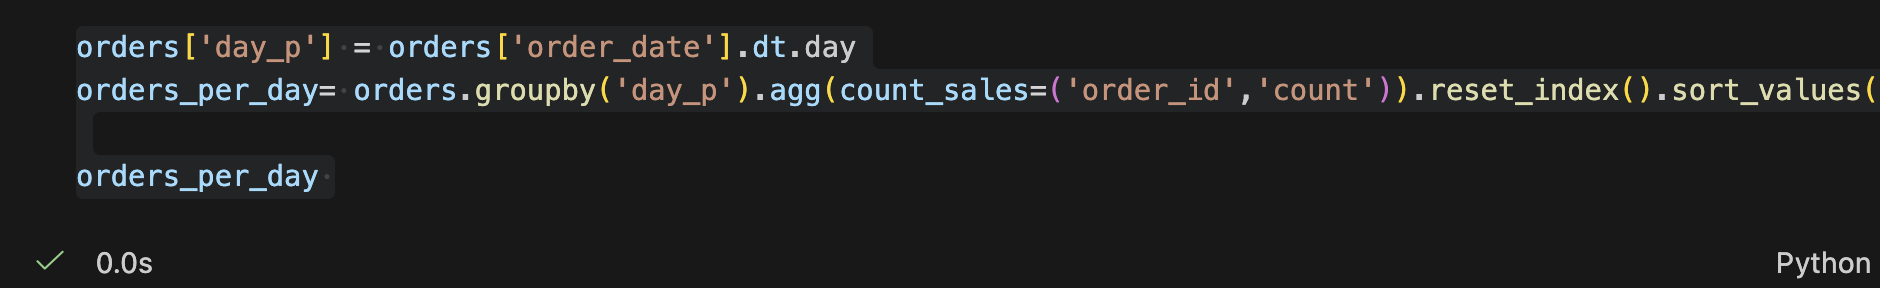 orders['day_p'] = orders['order_date'].dt.day
orders_per_day= orders.groupby('day_p').agg(count_sales=('order_id','count')).reset_index().sort_values(
orders_per_day
0.0s
Python